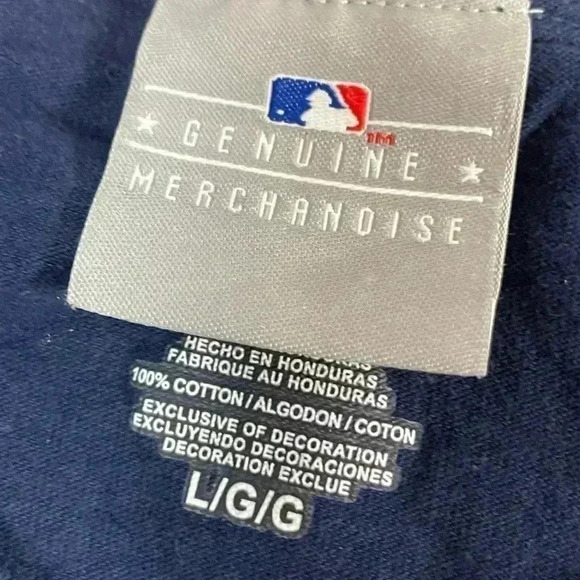 TM
GENUINE
MERCHANDISE
HECHO EN HONDURAS
FABRIQUE AU HONDURAS
100% COTTON / ALGODON / COTON
EXCLUSIVE OF DECORATION
EXCLUYENDO DECORACIONES
DECORATION EXCLUE
L/G/G